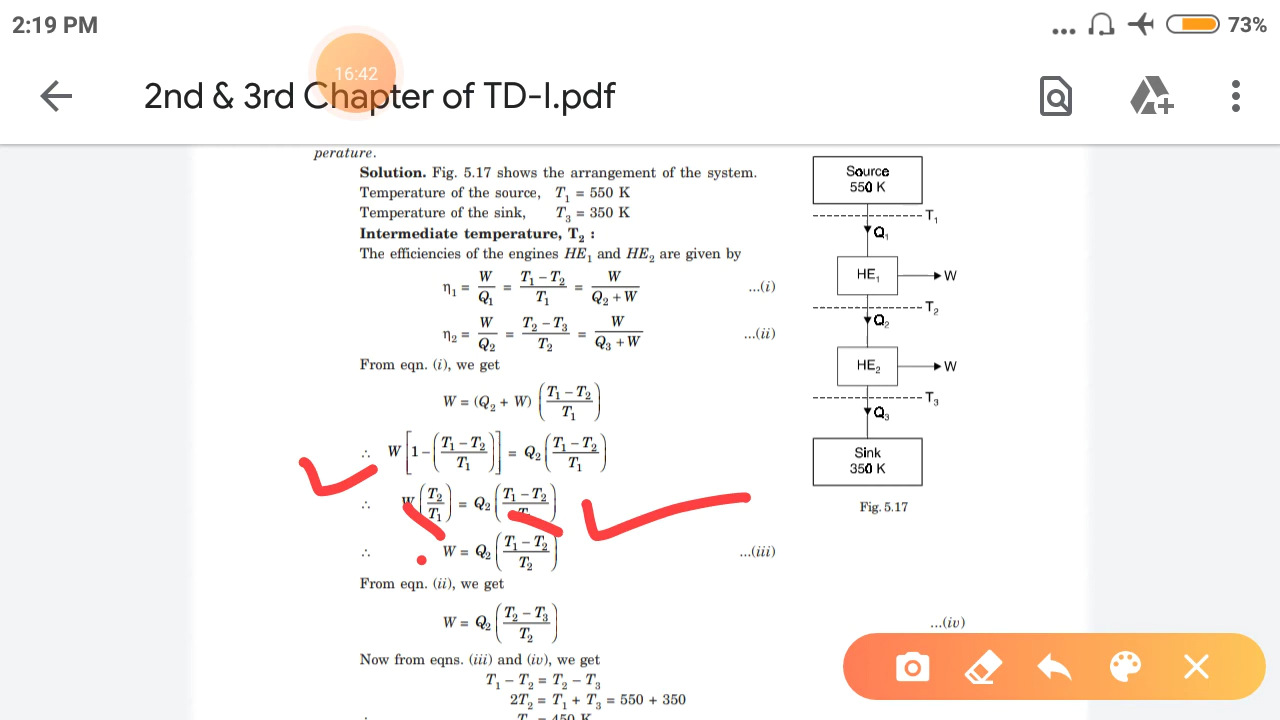 2:19 PM
... 73%
16:42
2nd & 3rd Chapter of TD-I.pdf
perature.
Solution. Fig. 5.17 shows the arrangement of the system.
Temperature of the source, T₁ = 550 K
Temperature of the sink, T₃ = 350 K
Intermediate temperature, T₂ :
The efficiencies of the engines HE₁ and HE₂ are given by
η₁ = W/Q₁ = (T₁ – T₂)/T₁ = W/(Q₂ + W) ...(i)
η₂ = W/Q₂ = (T₂ – T₃)/T₂ = W/(Q₃ + W) ...(ii)
From eqn. (i), we get
W = (Q₂ + W) ((T₁ – T₂)/T₁)
∴ W [1 – ((T₁ – T₂)/T₁)] = Q₂ ((T₁ – T₂)/T₁)
∴ W (T₂/T₁) = Q₂ ((T₁ – T₂)/T
∴ W = Q₂ ((T₁ – T₂)/T₂) ...(iii)
From eqn. (ii), we get
W = Q₂ ((T₂ – T₃)/T₂) ...(iv)
Now from eqns. (iii) and (iv), we get
T₁ – T₂ = T₂ – T₃
2T₂ = T₁ + T₃ = 550 + 350
450 K
Source
550 K
T₁
Q₁
HE₁ W
T₂
Q₂
HE₂ W
T₃
Q₃
Sink
350 K
Fig. 5.17